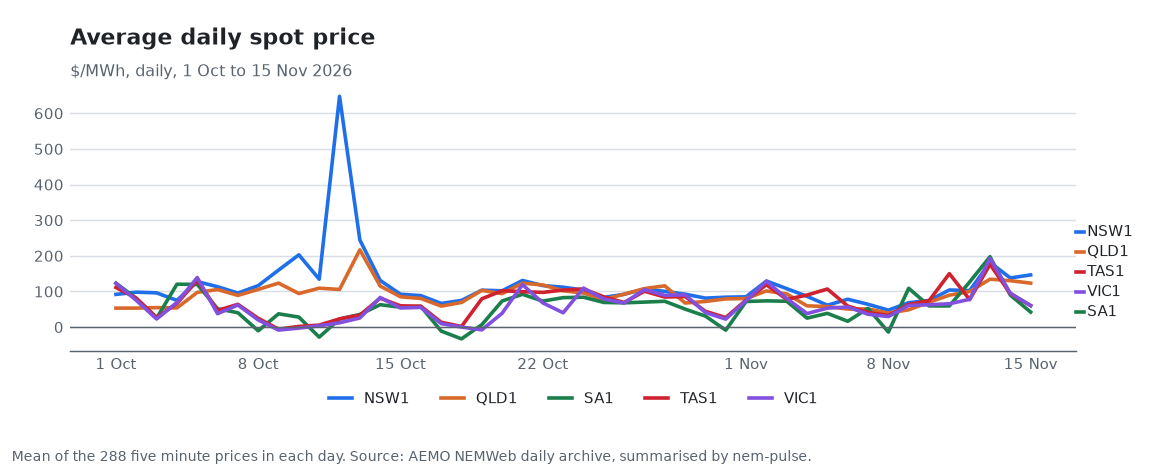 Average daily spot price
$/MWh, daily, 1 Oct to 15 Nov 2026
600
500
400
300
200
100
0
NSW1
QLD1
TAS1
VIC1
SA1
1 Oct 8 Oct 15 Oct 22 Oct 1 Nov 8 Nov 15 Nov
NSW1 QLD1 SA1 TAS1 VIC1
Mean of the 288 five minute prices in each day. Source: AEMO NEMWeb daily archive, summarised by nem-pulse.